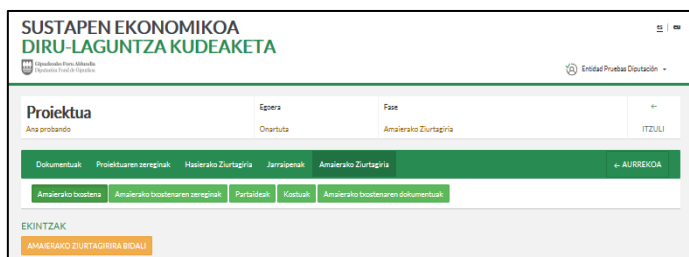 SUSTAPEN EKONOMIKOA
es | eu
DIRU-LAGUNTZA KUDEAKETA
Gipuzkoako Foru Aldundia
Diputación Foral de Gipuzkoa
Entidad Pruebas Diputación
Proiektua
Egoera
Fase
←
Ana probando
Onartuta
Amaierako Ziurtagiria
ITZULI
Dokumentuak Proiektuaren zereginak Hasierako Ziurtagiria Jarraipenak Amaierako Ziurtagiria ← AURREKOA
Amaierako txostena Amaierako txostenaren zereginak Partaideak Kostuak Amaierako txostenaren dokumentuak
EKINTZAK
AMAIERAKO ZIURTAGIRIRA BIDALI